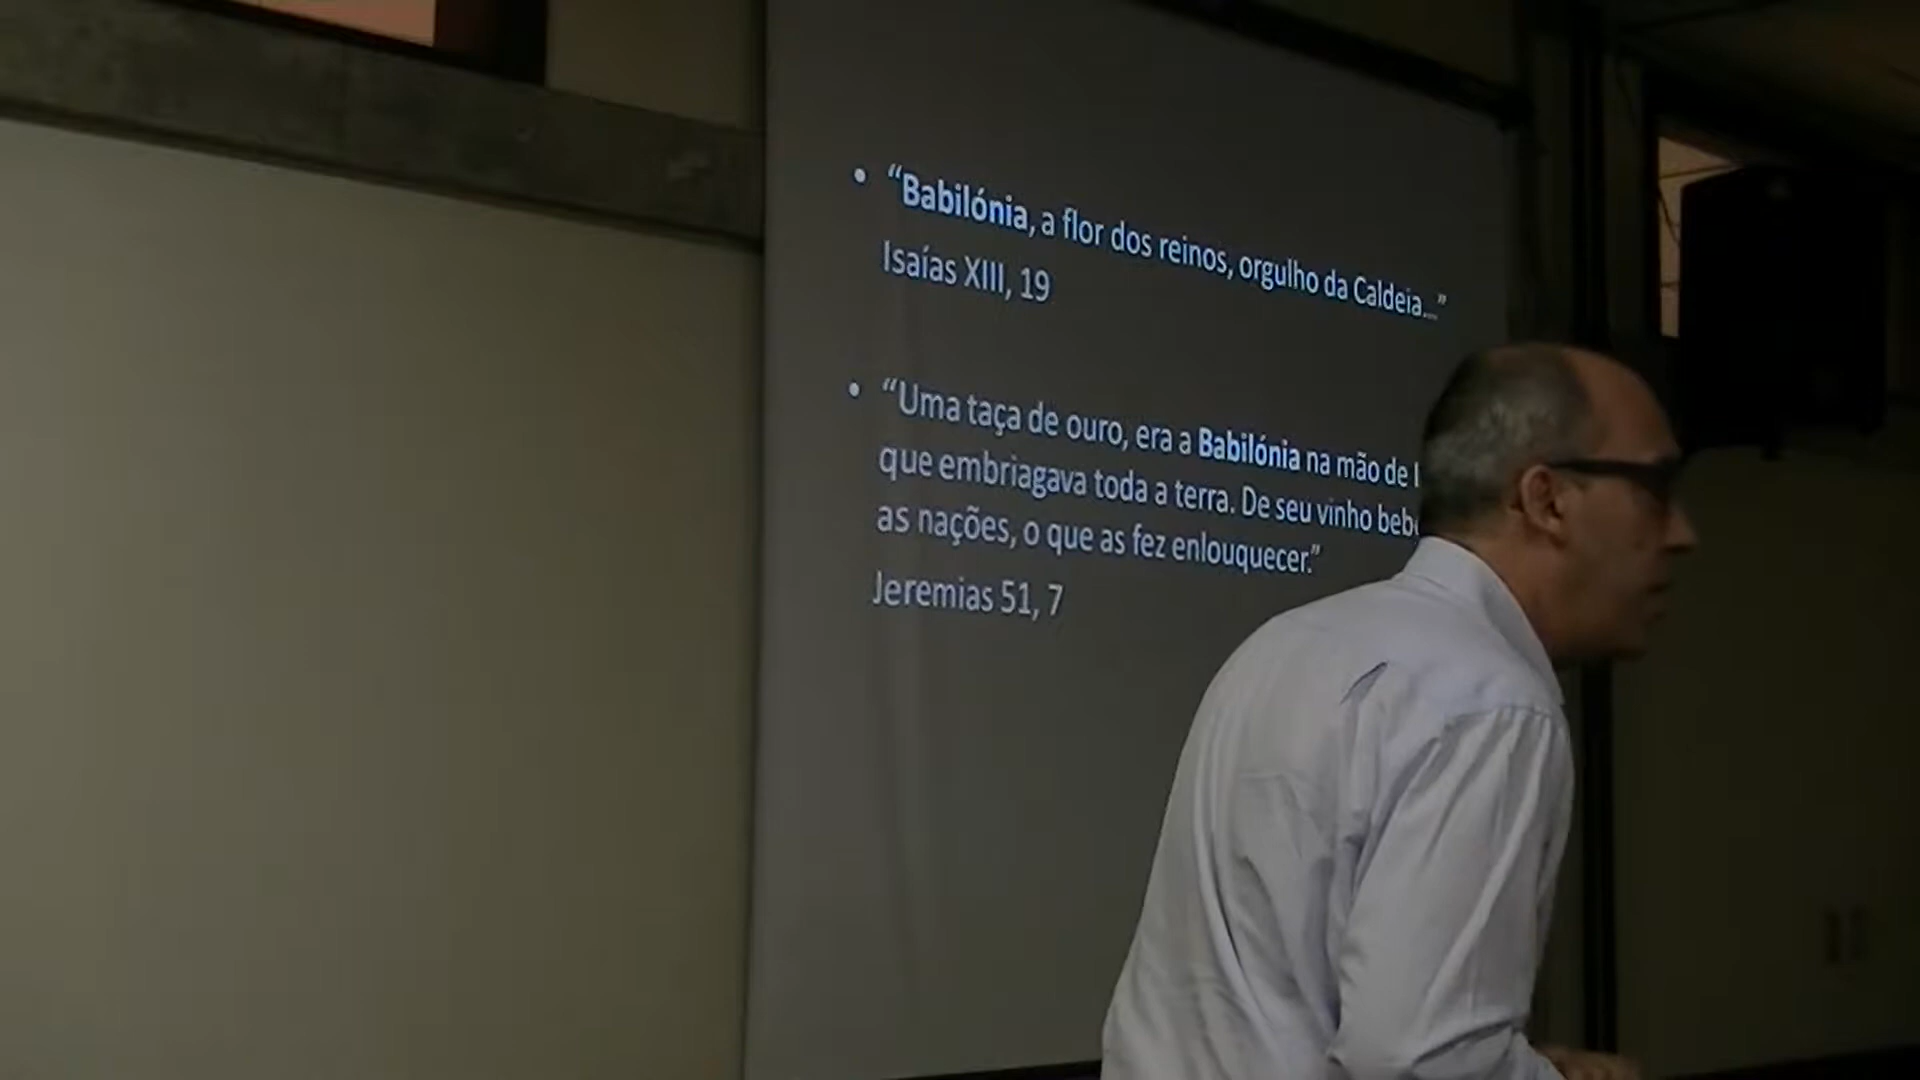 • “Babilónia, a flor dos reinos, orgulho da Caldeia...”
Isaías XIII, 19
• “Uma taça de ouro, era a Babilónia na mão de
que embriagava toda a terra. De seu vinho
as nações, o que as fez enlouquecer.”
Jeremias 51, 7